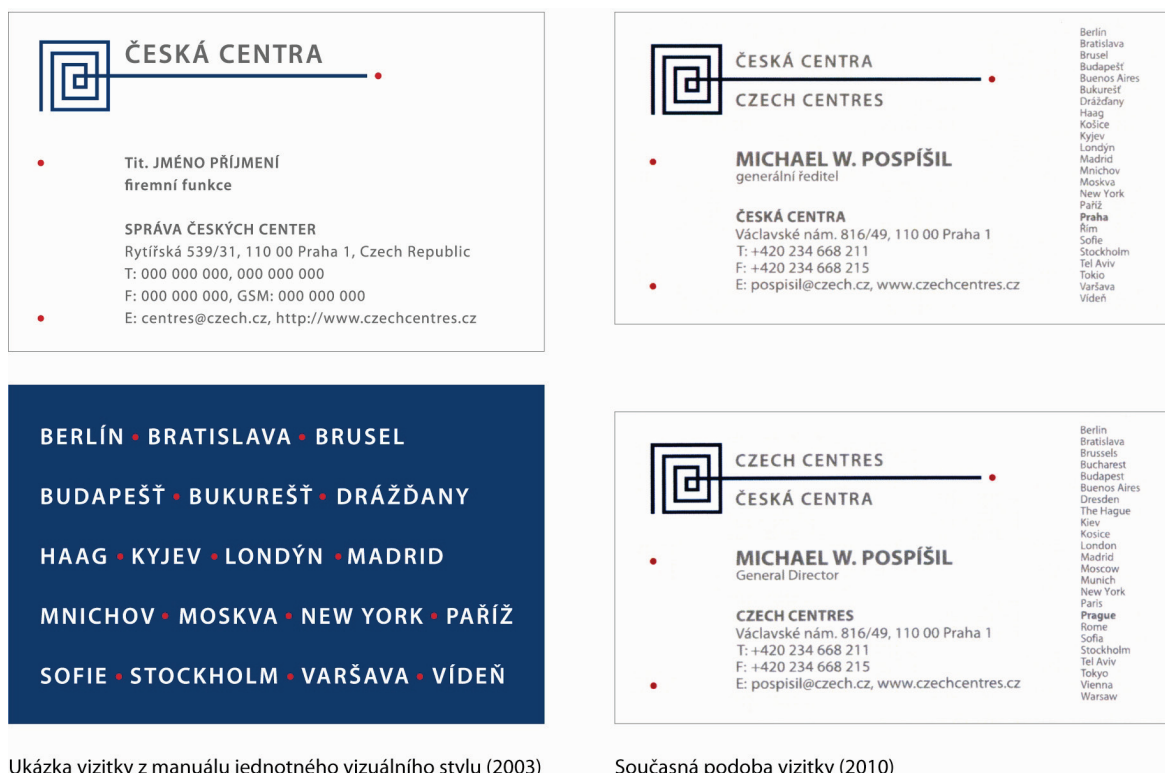 ČESKÁ CENTRA
Tit. JMÉNO PŘÍJMENÍ
firemní funkce
SPRÁVA ČESKÝCH CENTER
Rytířská 539/31, 110 00 Praha 1, Czech Republic
T: 000 000 000, 000 000 000
F: 000 000 000, GSM: 000 000 000
E: centres@czech.cz, http://www.czechcentres.cz
BERLÍN • BRATISLAVA • BRUSEL
BUDAPEŠŤ • BUKUREŠŤ • DRÁŽĎANY
HAAG • KYJEV • LONDÝN • MADRID
MNICHOV • MOSKVA • NEW YORK • PAŘÍŽ
SOFIE • STOCKHOLM • VARŠAVA • VÍDEŇ
Ukázka vizitky z manuálu jednotného vizuálního stylu (2003)
ČESKÁ CENTRA
CZECH CENTRES
MICHAEL W. POSPÍŠIL
generální ředitel
ČESKÁ CENTRA
Václavské nám. 816/49, 110 00 Praha 1
T: +420 234 668 211
F: +420 234 668 215
E: pospisil@czech.cz, www.czechcentres.cz
Berlín
Bratislava
Brusel
Budapešť
Buenos Aires
Bukurešť
Drážďany
Haag
Košice
Kyjev
Londýn
Madrid
Mnichov
Moskva
New York
Paříž
Praha
Řím
Sofie
Stockholm
Tel Aviv
Tokio
Varšava
Vídeň
CZECH CENTRES
ČESKÁ CENTRA
MICHAEL W. POSPÍŠIL
General Director
CZECH CENTRES
Václavské nám. 816/49, 110 00 Praha 1
T: +420 234 668 211
F: +420 234 668 215
E: pospisil@czech.cz, www.czechcentres.cz
Berlin
Bratislava
Brussels
Bucharest
Budapest
Buenos Aires
Dresden
The Hague
Kiev
Kosice
London
Madrid
Moscow
Munich
New York
Paris
Prague
Rome
Sofia
Stockholm
Tel Aviv
Tokyo
Vienna
Warsaw
Současná podoba vizitky (2010)